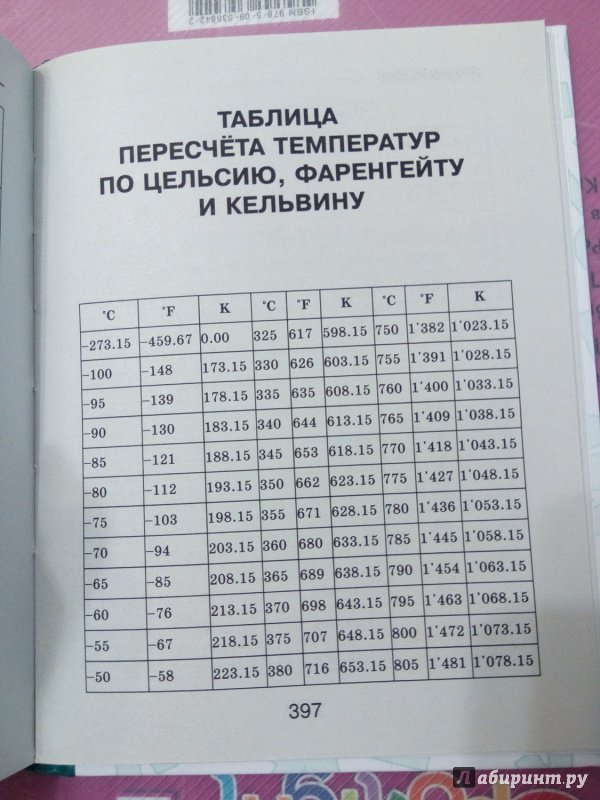 ISBN 978-5-09-035842-2
ТАБЛИЦА
ПЕРЕСЧЁТА ТЕМПЕРАТУР
ПО ЦЕЛЬСИЮ, ФАРЕНГЕЙТУ
И КЕЛЬВИНУ
°C °F K °C °F K °C °F K
–273.15 –459.67 0.00 325 617 598.15 750 1'382 1'023.15
–100 –148 173.15 330 626 603.15 755 1'391 1'028.15
–95 –139 178.15 335 635 608.15 760 1'400 1'033.15
–90 –130 183.15 340 644 613.15 765 1'409 1'038.15
–85 –121 188.15 345 653 618.15 770 1'418 1'043.15
–80 –112 193.15 350 662 623.15 775 1'427 1'048.15
–75 –103 198.15 355 671 628.15 780 1'436 1'053.15
–70 –94 203.15 360 680 633.15 785 1'445 1'058.15
–65 –85 208.15 365 689 638.15 790 1'454 1'063.15
–60 –76 213.15 370 698 643.15 795 1'463 1'068.15
–55 –67 218.15 375 707 648.15 800 1'472 1'073.15
–50 –58 223.15 380 716 653.15 805 1'481 1'078.15
397
Лабиринт.ру